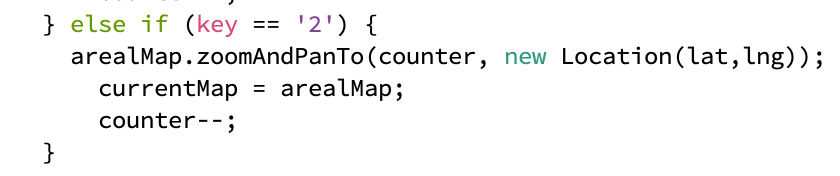 } else if (key == '2') {
arealMap.zoomAndPanTo(counter, new Location(lat,lng));
currentMap = arealMap;
counter--;
}